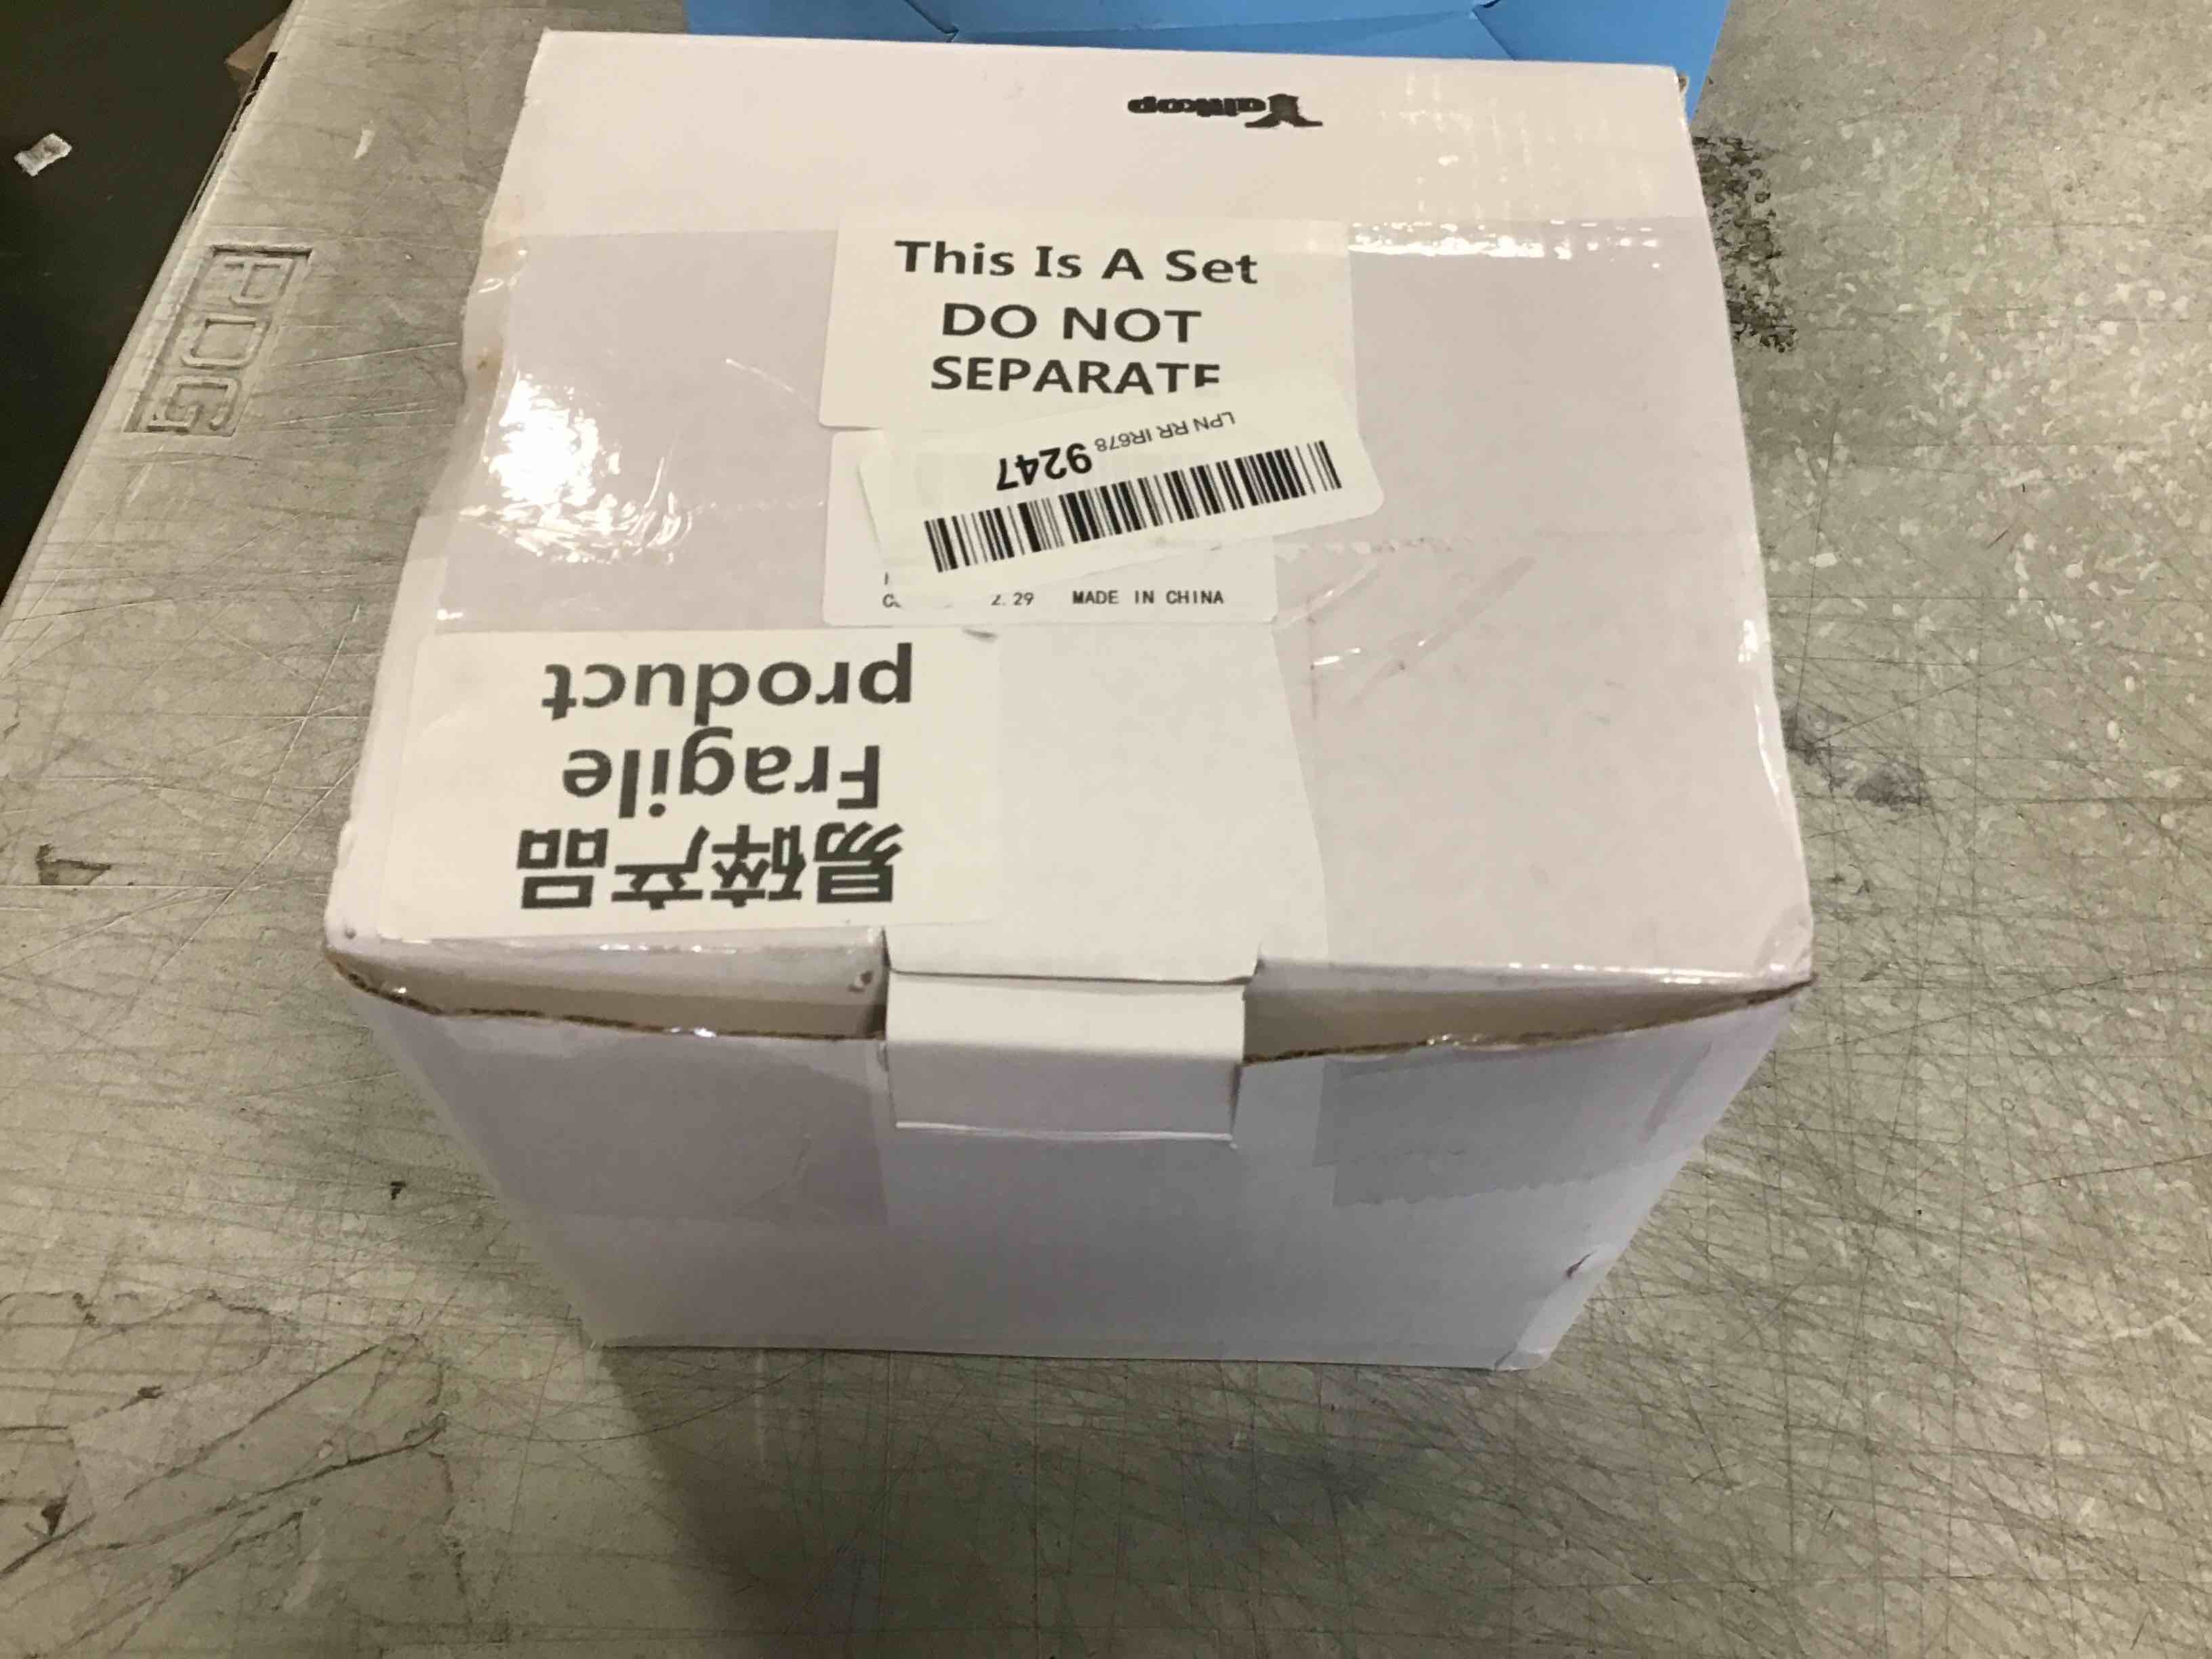 Yaitkop
This Is A Set
DO NOT
SEPARATE
LPN RR IR678 9247
2.29 MADE IN CHINA
易碎产品
Fragile
product
PDG